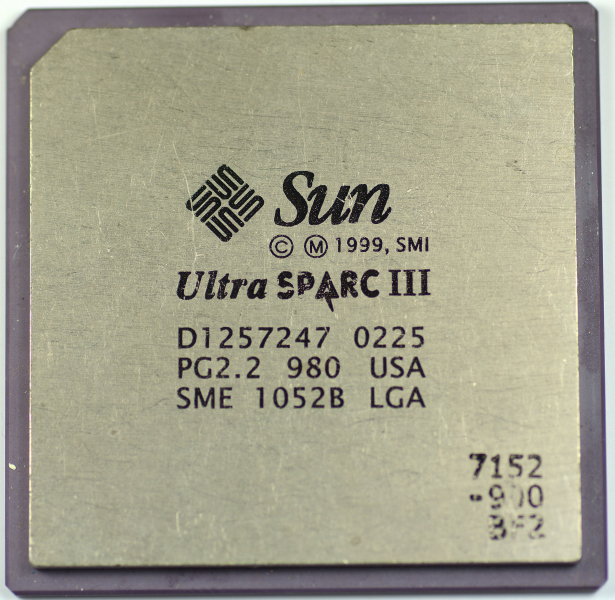 Sun
© Ⓜ 1999, SMI
Ultra SPARC III
D1257247 0225
PG2.2 980 USA
SME 1052B LGA
7152
-900